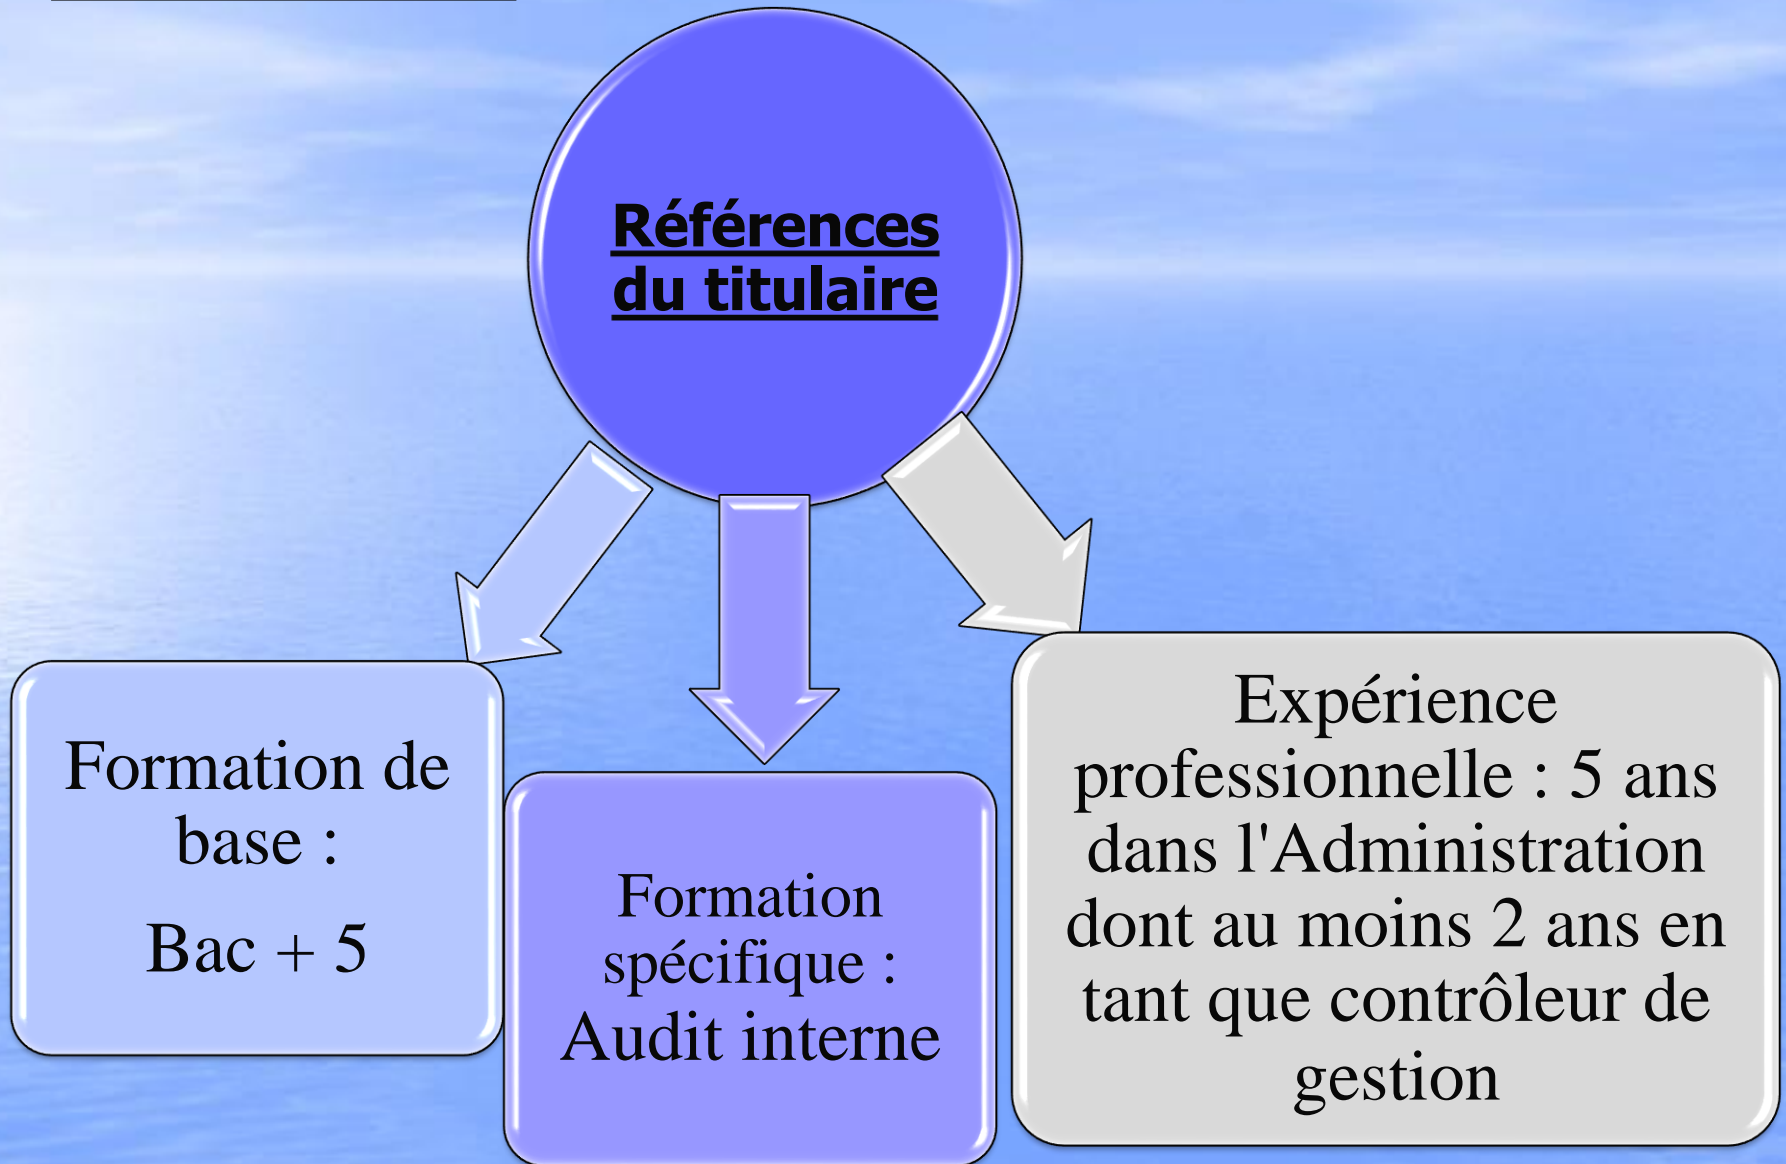 Références
du titulaire
Formation de
base :
Bac + 5
Formation
spécifique :
Audit interne
Expérience
professionnelle : 5 ans
dans l'Administration
dont au moins 2 ans en
tant que contrôleur de
gestion